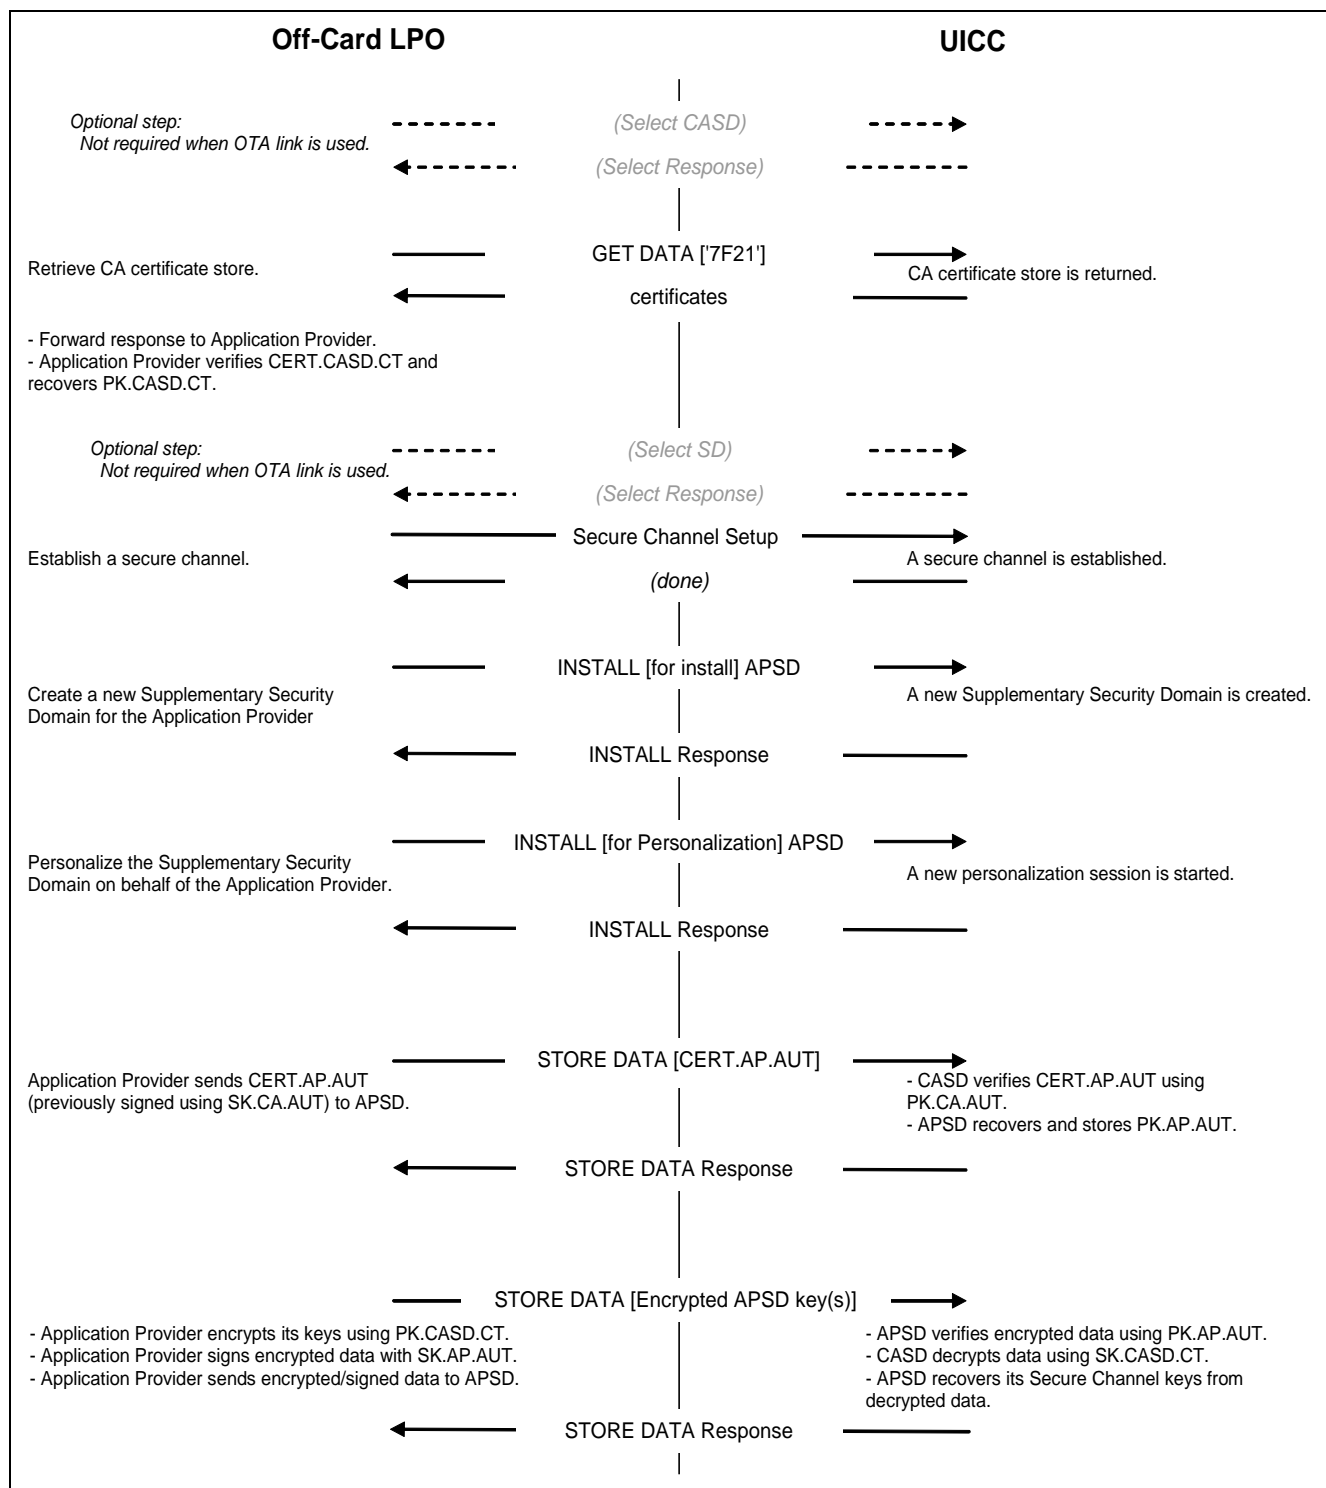 Off-Card LPO
UICC
Optional step:
Not required when OTA link is used.
(Select CASD)
(Select Response)
GET DATA ['7F21']
Retrieve CA certificate store.
CA certificate store is returned.
certificates
- Forward response to Application Provider.
- Application Provider verifies CERT.CASD.CT and
recovers PK.CASD.CT.
Optional step:
Not required when OTA link is used.
(Select SD)
(Select Response)
Secure Channel Setup
Establish a secure channel.
A secure channel is established.
(done)
INSTALL [for install] APSD
Create a new Supplementary Security
Domain for the Application Provider
A new Supplementary Security Domain is created.
INSTALL Response
INSTALL [for Personalization] APSD
Personalize the Supplementary Security
Domain on behalf of the Application Provider.
A new personalization session is started.
INSTALL Response
STORE DATA [CERT.AP.AUT]
Application Provider sends CERT.AP.AUT
(previously signed using SK.CA.AUT) to APSD.
- CASD verifies CERT.AP.AUT using
PK.CA.AUT.
- APSD recovers and stores PK.AP.AUT.
STORE DATA Response
STORE DATA [Encrypted APSD key(s)]
- Application Provider encrypts its keys using PK.CASD.CT.
- Application Provider signs encrypted data with SK.AP.AUT.
- Application Provider sends encrypted/signed data to APSD.
- APSD verifies encrypted data using PK.AP.AUT.
- CASD decrypts data using SK.CASD.CT.
- APSD recovers its Secure Channel keys from
decrypted data.
STORE DATA Response